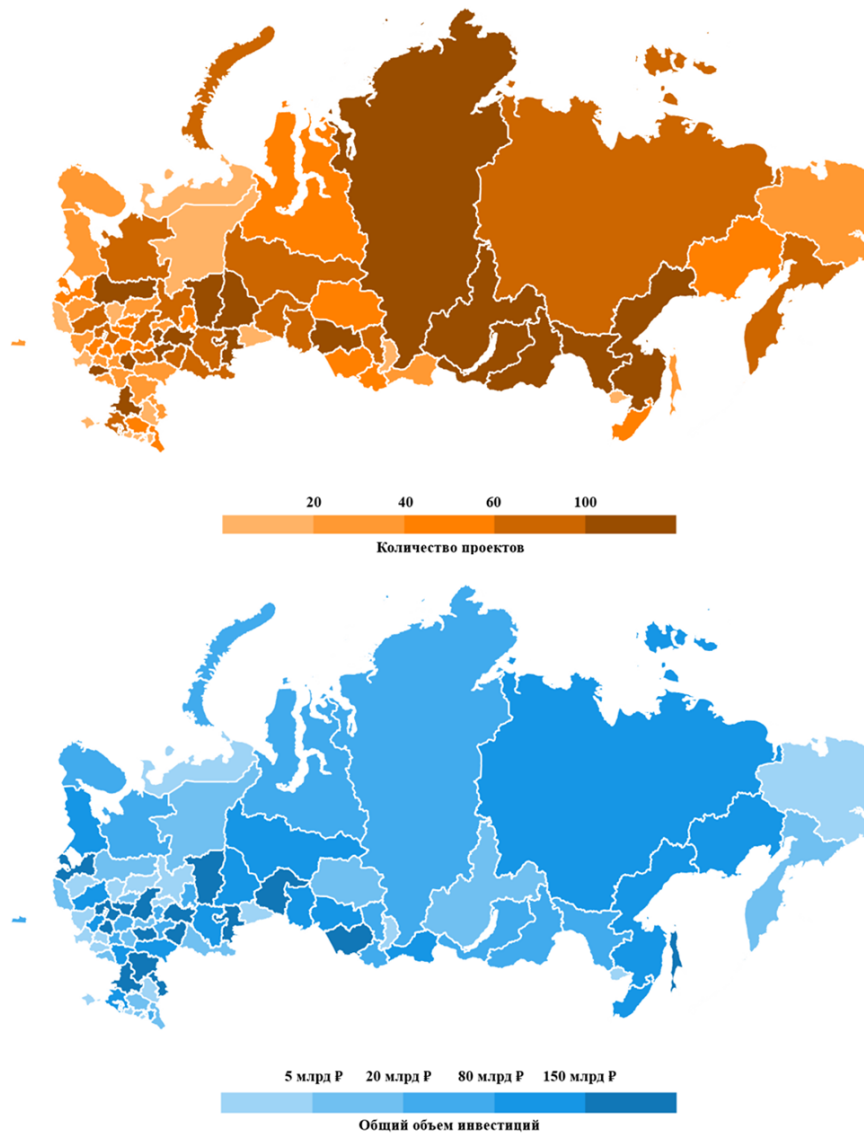 20 40 60 100
Количество проектов
5 млрд ₽ 20 млрд ₽ 80 млрд ₽ 150 млрд ₽
Общий объем инвестиций